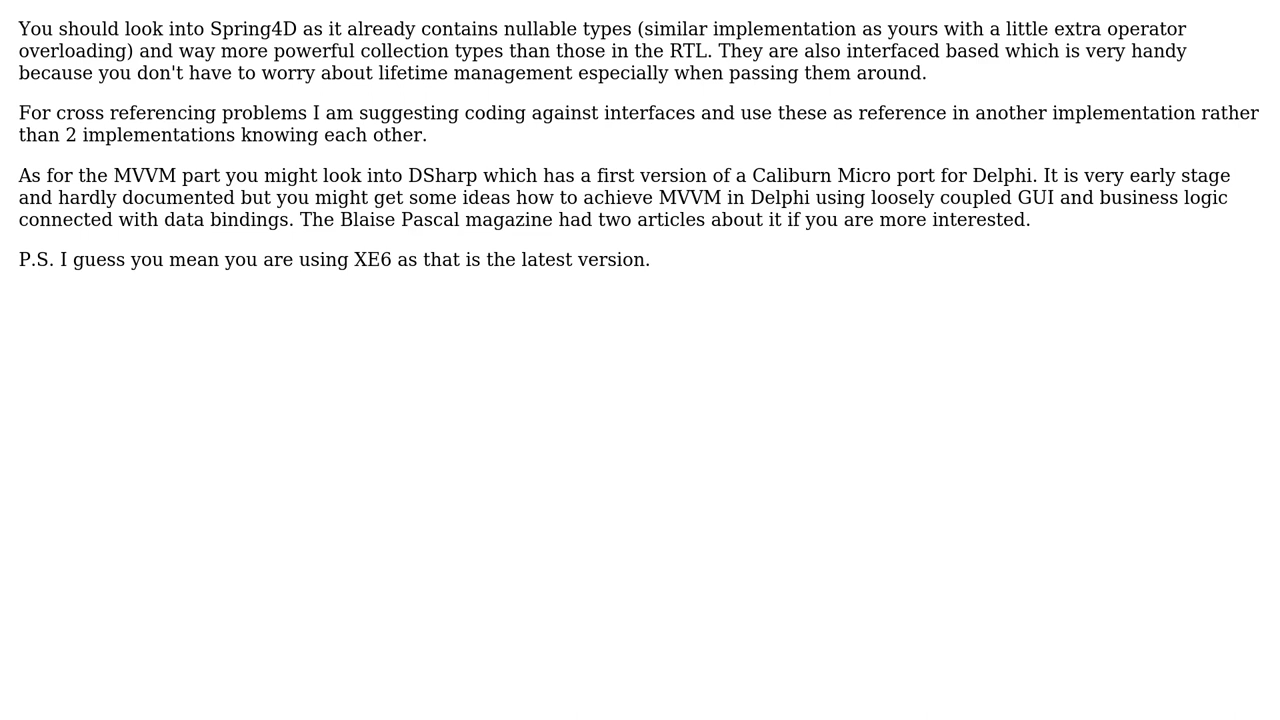 You should look into Spring4D as it already contains nullable types (similar implementation as yours with a little extra operator
overloading) and way more powerful collection types than those in the RTL. They are also interfaced based which is very handy
because you don't have to worry about lifetime management especially when passing them around.
For cross referencing problems I am suggesting coding against interfaces and use these as reference in another implementation rather
than 2 implementations knowing each other.
As for the MVVM part you might look into DSharp which has a first version of a Caliburn Micro port for Delphi. It is very early stage
and hardly documented but you might get some ideas how to achieve MVVM in Delphi using loosely coupled GUI and business logic
connected with data bindings. The Blaise Pascal magazine had two articles about it if you are more interested.
P.S. I guess you mean you are using XE6 as that is the latest version.